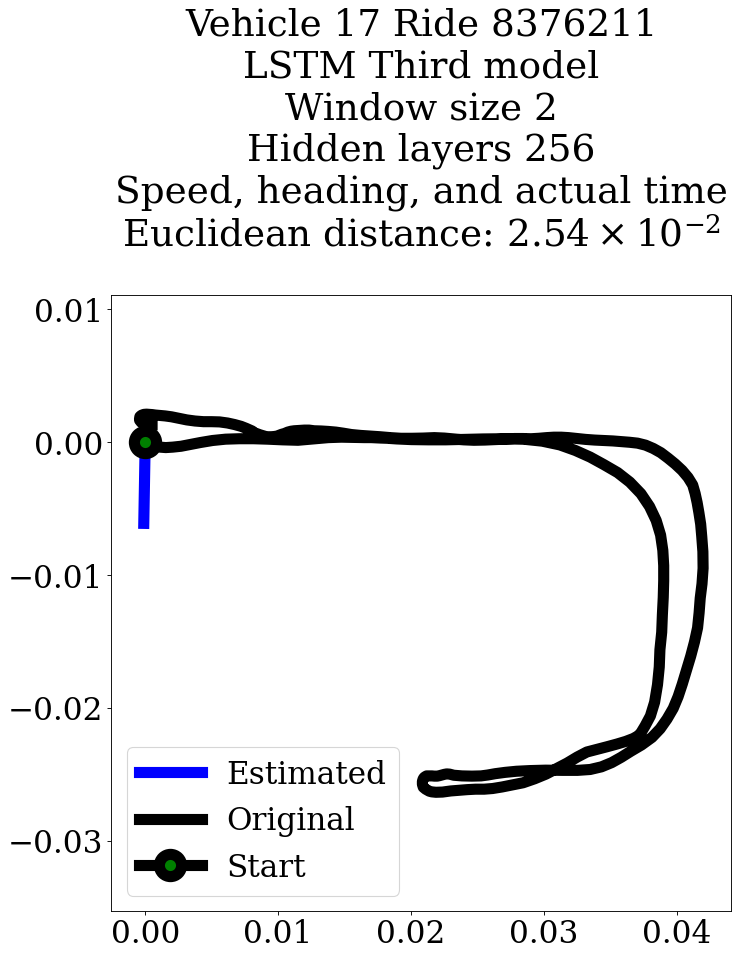 Vehicle 17 Ride 8376211
LSTM Third model
Window size 2
Hidden layers 256
Speed, heading, and actual time
Euclidean distance: 2.54 × 10⁻²
0.01
0.00
−0.01
−0.02
−0.03
Estimated
Original
Start
0.00 0.01 0.02 0.03 0.04